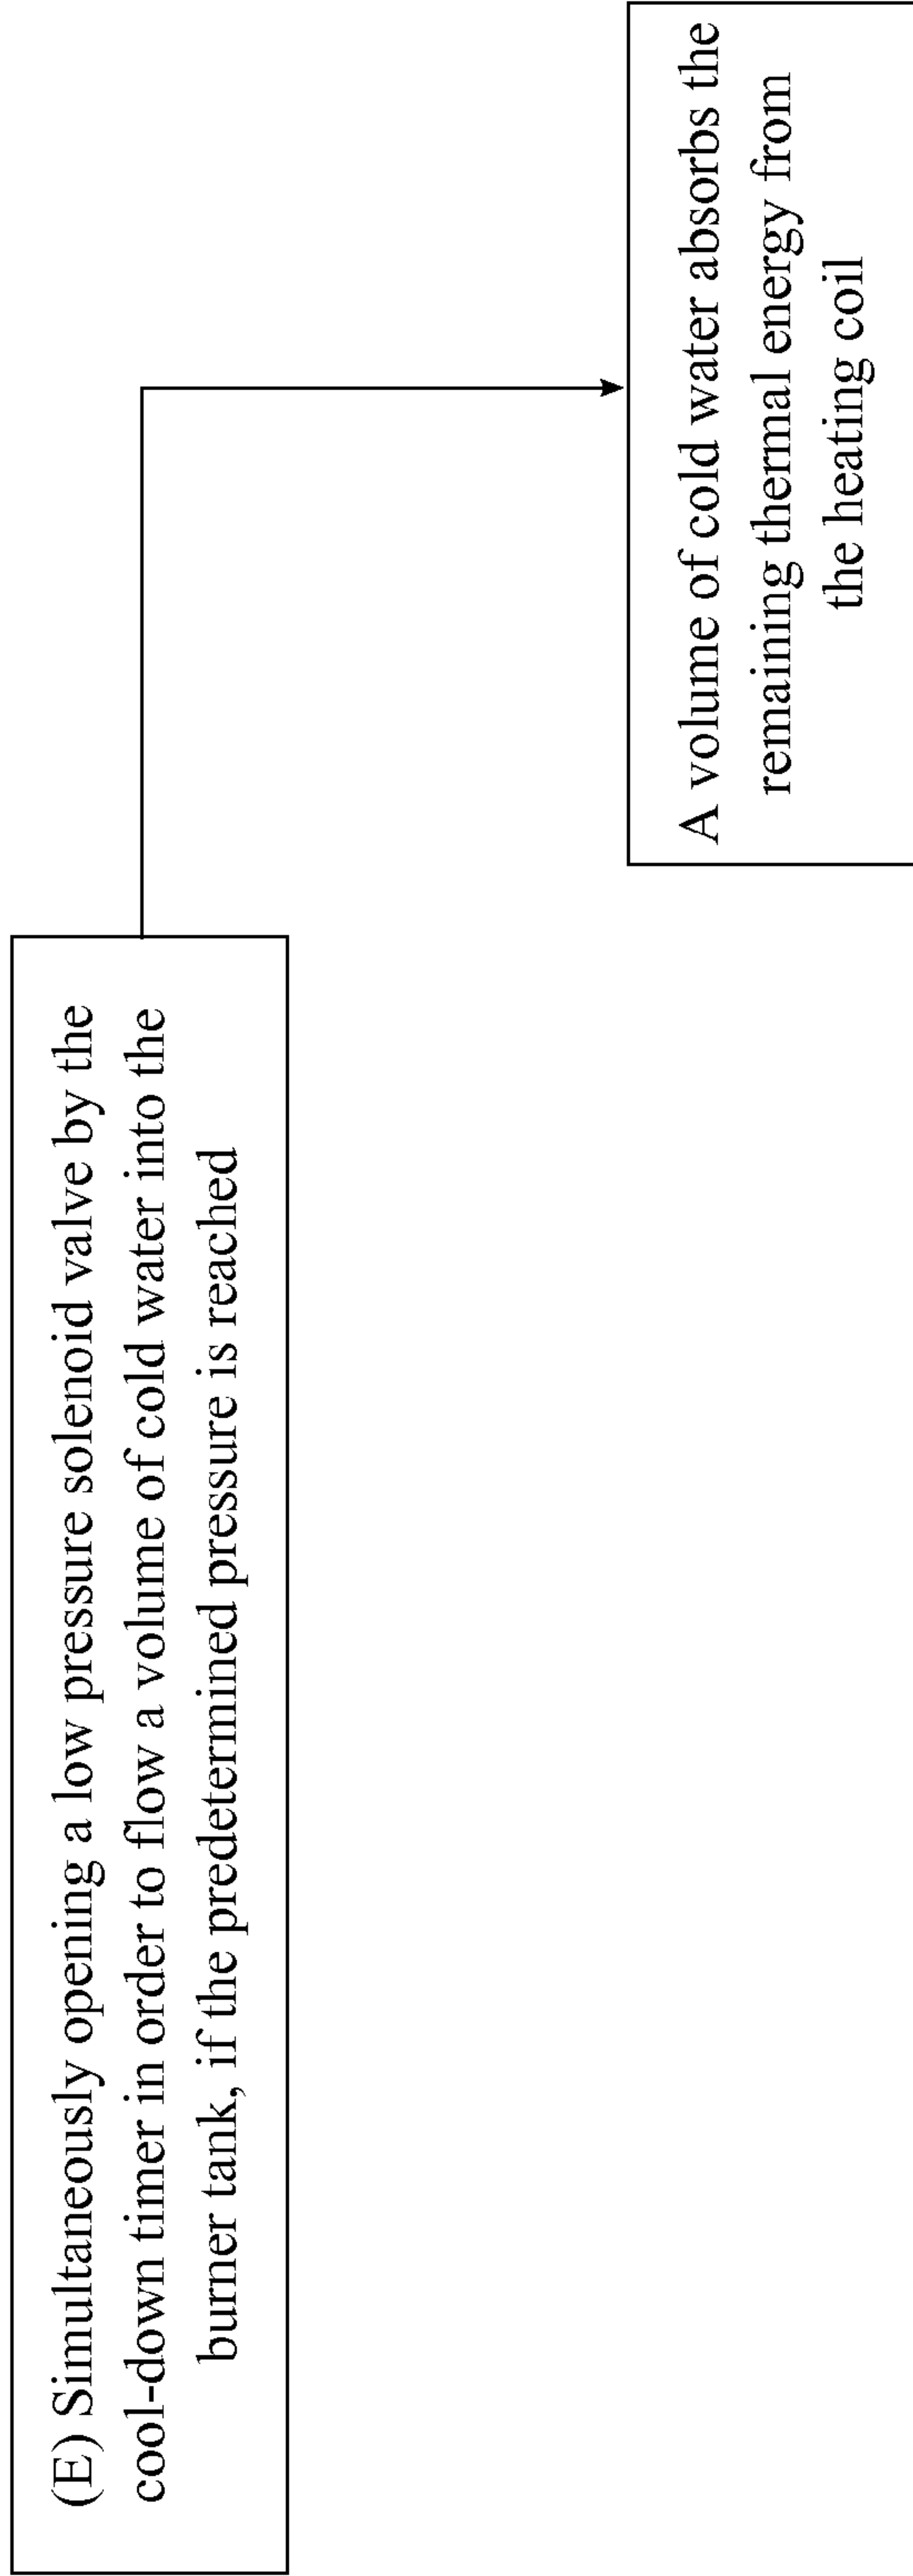 (E) Simultaneously opening a low pressure solenoid valve by the
cool-down timer in order to flow a volume of cold water into the
burner tank, if the predetermined pressure is reached
A volume of cold water absorbs the
remaining thermal energy from
the heating coil